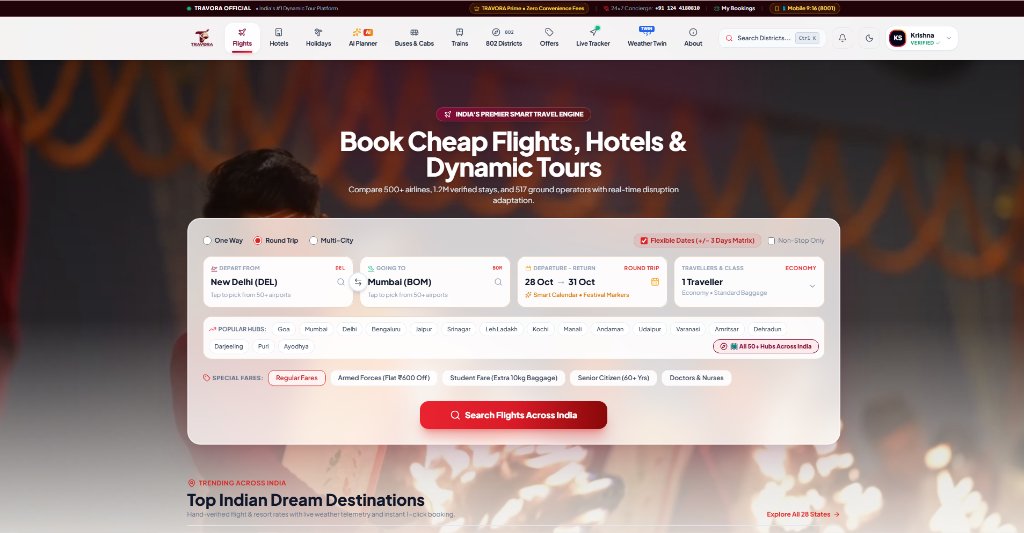 TRAVORA OFFICIAL • India's #1 Dynamic Tour Platform
TRAVORA Prime • Zero Convenience Fees
24×7 Concierge: +91 124 4180810
My Bookings
Mobile 9:16 (8001)
TRAVORA
Flights
Hotels
Holidays
AI
AI Planner
Buses & Cabs
Trains
802
802 Districts
Offers
Live Tracker
TWIN
Weather Twin
About
Search Districts... Ctrl K
KS
Krishna
VERIFIED
INDIA'S PREMIER SMART TRAVEL ENGINE
Book Cheap Flights, Hotels &
Dynamic Tours
Compare 500+ airlines, 1.2M verified stays, and 517 ground operators with real-time disruption
adaptation.
One Way
Round Trip
Multi-City
Flexible Dates (+/- 3 Days Matrix)
Non-Stop Only
DEPART FROM DEL
New Delhi (DEL)
Tap to pick from 50+ airports
GOING TO BOM
Mumbai (BOM)
Tap to pick from 50+ airports
DEPARTURE - RETURN ROUND TRIP
28 Oct → 31 Oct
Smart Calendar • Festival Markers
TRAVELLERS & CLASS ECONOMY
1 Traveller
Economy • Standard Baggage
POPULAR HUBS: Goa Mumbai Delhi Bengaluru Jaipur Srinagar Leh Ladakh Kochi Manali Andaman Udaipur Varanasi Amritsar Dehradun
Darjeeling Puri Ayodhya
All 50+ Hubs Across India
SPECIAL FARES: Regular Fares Armed Forces (Flat ₹600 Off) Student Fare (Extra 10kg Baggage) Senior Citizen (60+ Yrs) Doctors & Nurses
Search Flights Across India
TRENDING ACROSS INDIA
Top Indian Dream Destinations
Hand-verified flight & resort rates with live weather telemetry and instant 1-click booking.
Explore All 28 States →